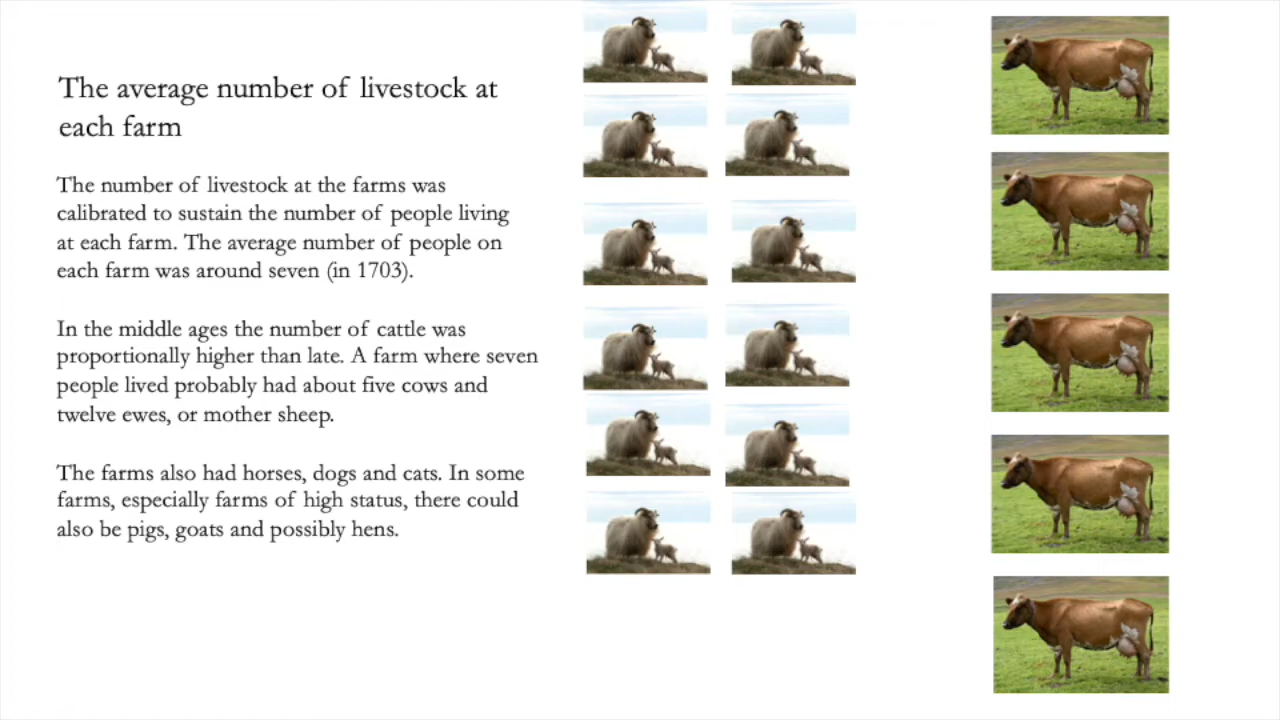 The average number of livestock at
each farm
The number of livestock at the farms was
calibrated to sustain the number of people living
at each farm. The average number of people on
each farm was around seven (in 1703).
In the middle ages the number of cattle was
proportionally higher than late. A farm where seven
people lived probably had about five cows and
twelve ewes, or mother sheep.
The farms also had horses, dogs and cats. In some
farms, especially farms of high status, there could
also be pigs, goats and possibly hens.